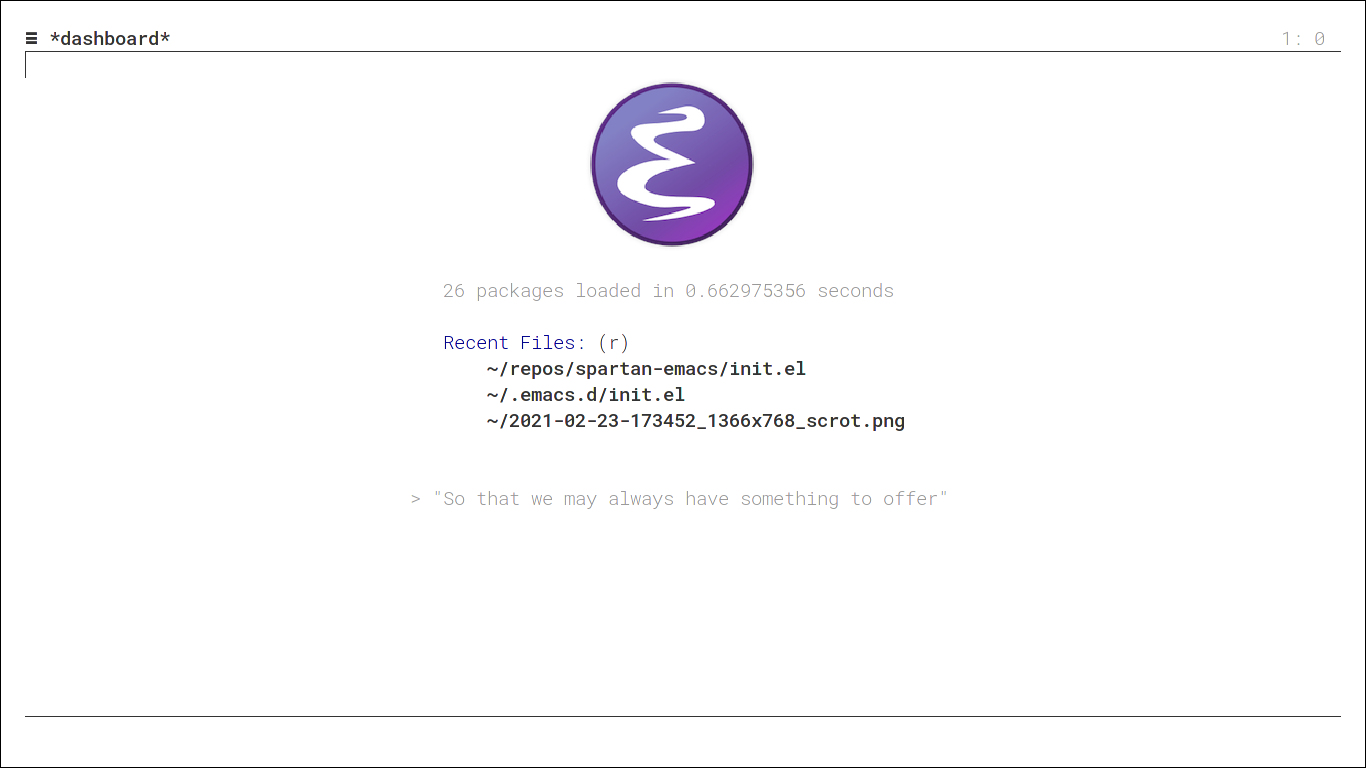 ≡ *dashboard* 1: 0
26 packages loaded in 0.662975356 seconds
Recent Files: (r)
~/repos/spartan-emacs/init.el
~/.emacs.d/init.el
~/2021-02-23-173452_1366x768_scrot.png
> "So that we may always have something to offer"